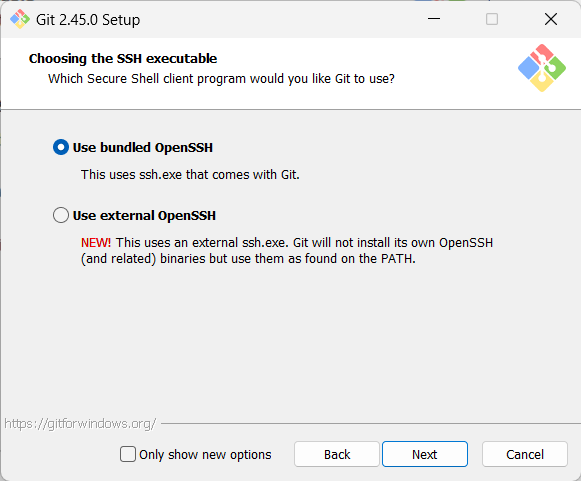 Git 2.45.0 Setup
Choosing the SSH executable
Which Secure Shell client program would you like Git to use?
Use bundled OpenSSH
This uses ssh.exe that comes with Git.
Use external OpenSSH
NEW! This uses an external ssh.exe. Git will not install its own OpenSSH
(and related) binaries but use them as found on the PATH.
https://gitforwindows.org/
Only show new options
Back
Next
Cancel